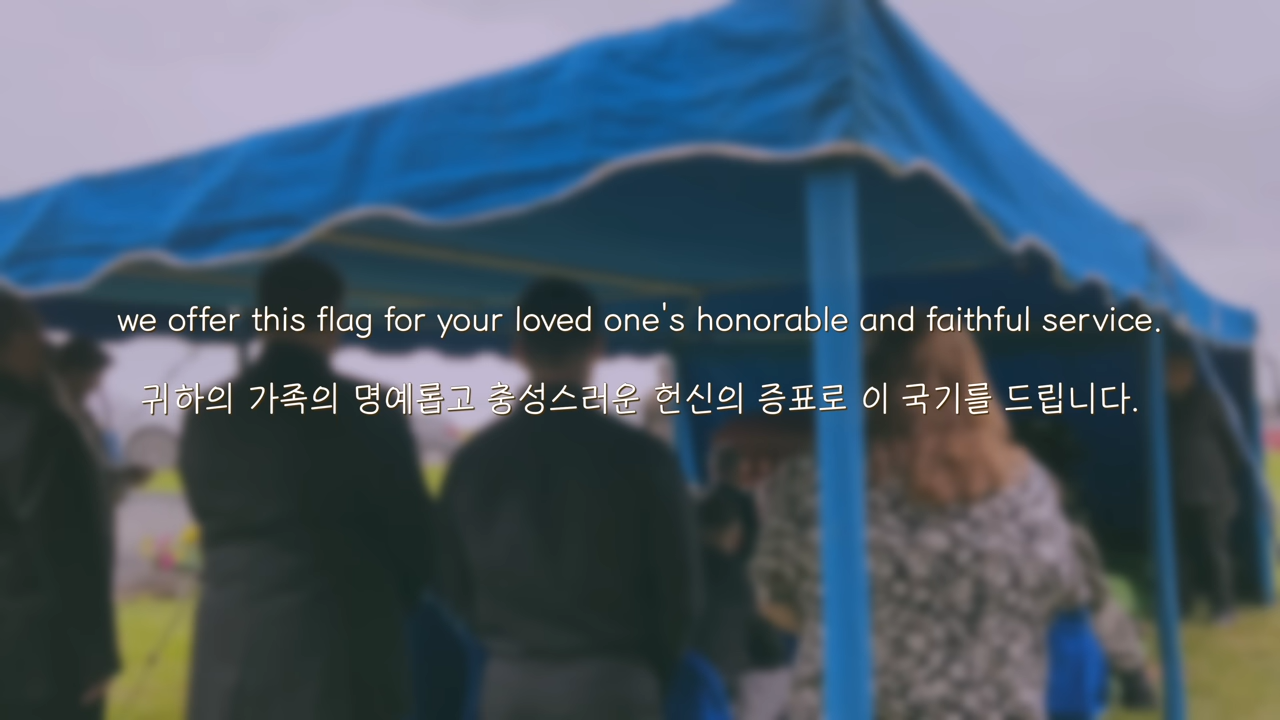 we offer this flag for your loved one's honorable and faithful service.
귀하의 가족의 명예롭고 충성스러운 헌신의 증표로 이 국기를 드립니다.